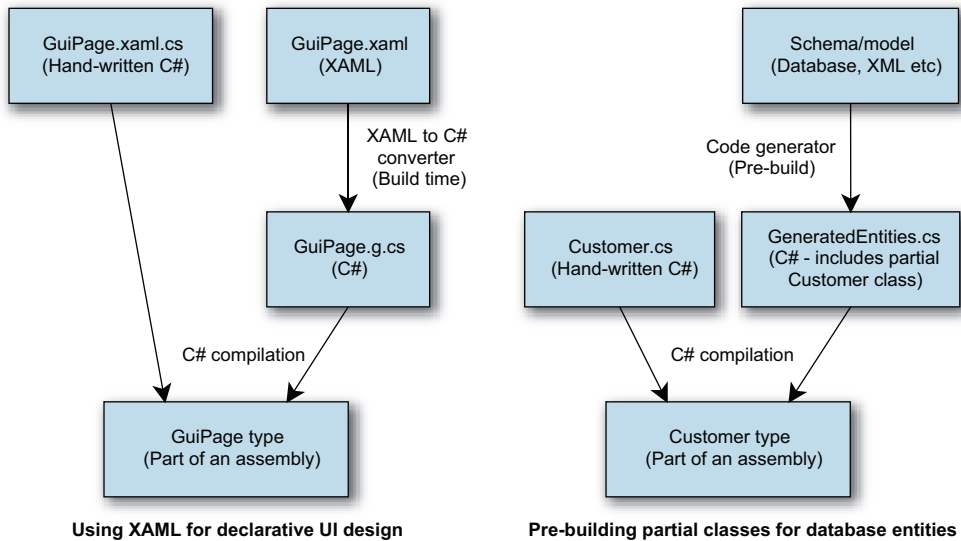 GuiPage.xaml.cs
(Hand-written C#)
GuiPage.xaml
(XAML)
XAML to C#
converter
(Build time)
GuiPage.g.cs
(C#)
C# compilation
GuiPage type
(Part of an assembly)
Using XAML for declarative UI design
Schema/model
(Database, XML etc)
Code generator
(Pre-build)
Customer.cs
(Hand-written C#)
GeneratedEntities.cs
(C# - includes partial
Customer class)
C# compilation
Customer type
(Part of an assembly)
Pre-building partial classes for database entities